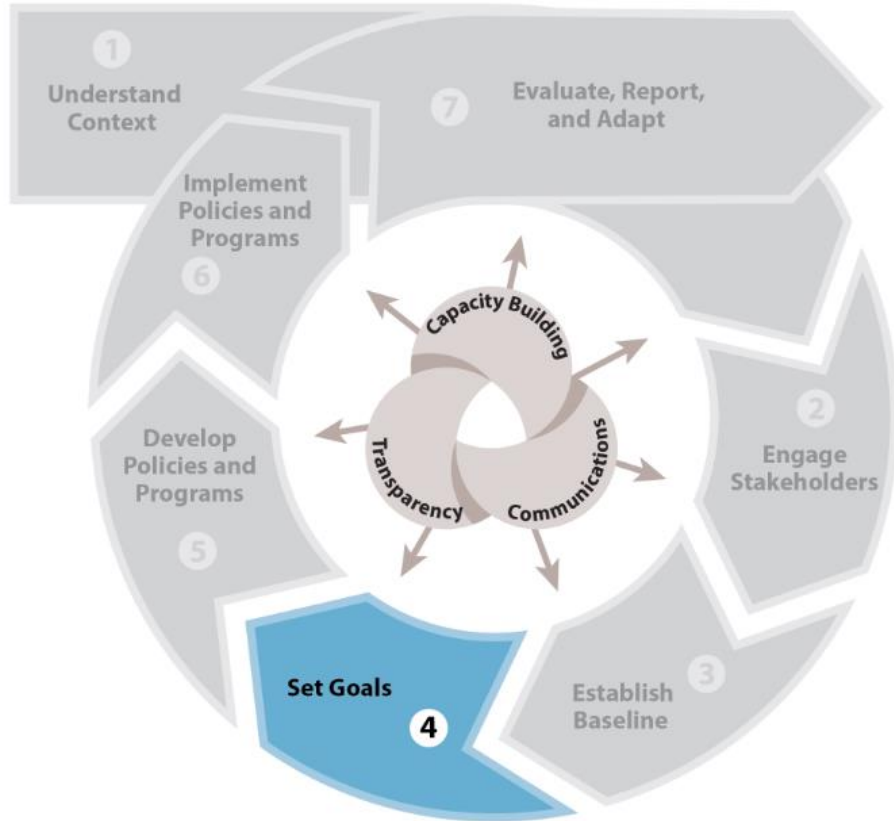 1
Understand
Context
7
Evaluate, Report,
and Adapt
Implement
Policies and
Programs
6
Capacity Building
Transparency
Communications
2
Engage
Stakeholders
Develop
Policies and
Programs
5
3
Establish
Baseline
Set Goals
4